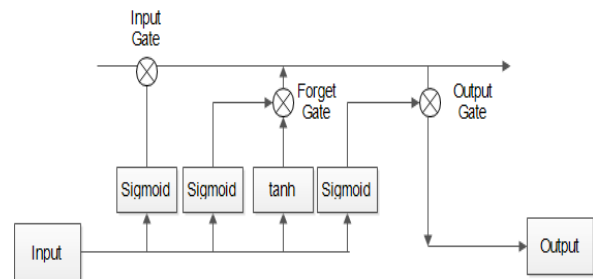 Input
Gate
Forget
Gate
Output
Gate
Sigmoid
Sigmoid
tanh
Sigmoid
Input
Output